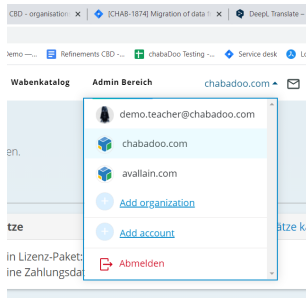 CBD - organisation
[CHAB-1874] Migration of data
DeepL Translate –
Demo —...
Refinements CBD -...
chabaDoo Testing –...
Service desk
Wabenkatalog
Admin Bereich
chabadoo.com
demo.teacher@chabadoo.com
chabadoo.com
en.
avallain.com
Add organization
tze
Add account
ätze k
in Lizenz-Paket:
Abmelden
ine Zahlungsda